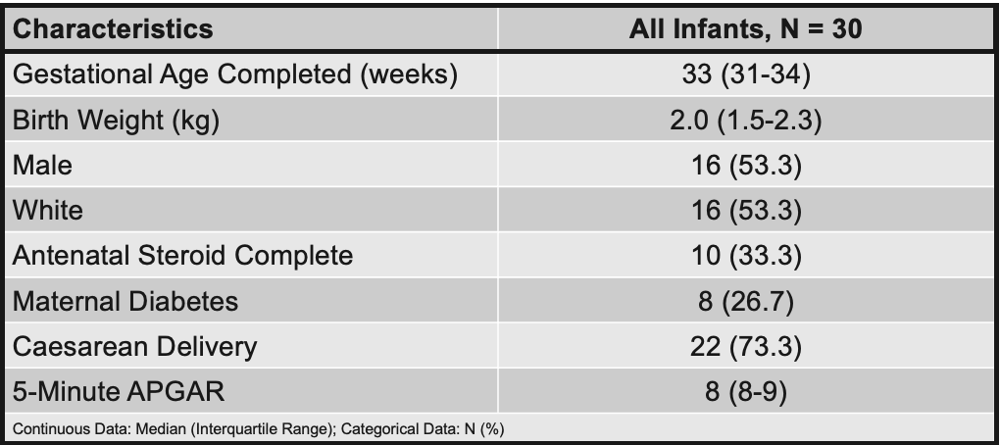 Characteristics All Infants, N = 30
Gestational Age Completed (weeks) 33 (31-34)
Birth Weight (kg) 2.0 (1.5-2.3)
Male 16 (53.3)
White 16 (53.3)
Antenatal Steroid Complete 10 (33.3)
Maternal Diabetes 8 (26.7)
Caesarean Delivery 22 (73.3)
5-Minute APGAR 8 (8-9)
Continuous Data: Median (Interquartile Range); Categorical Data: N (%)